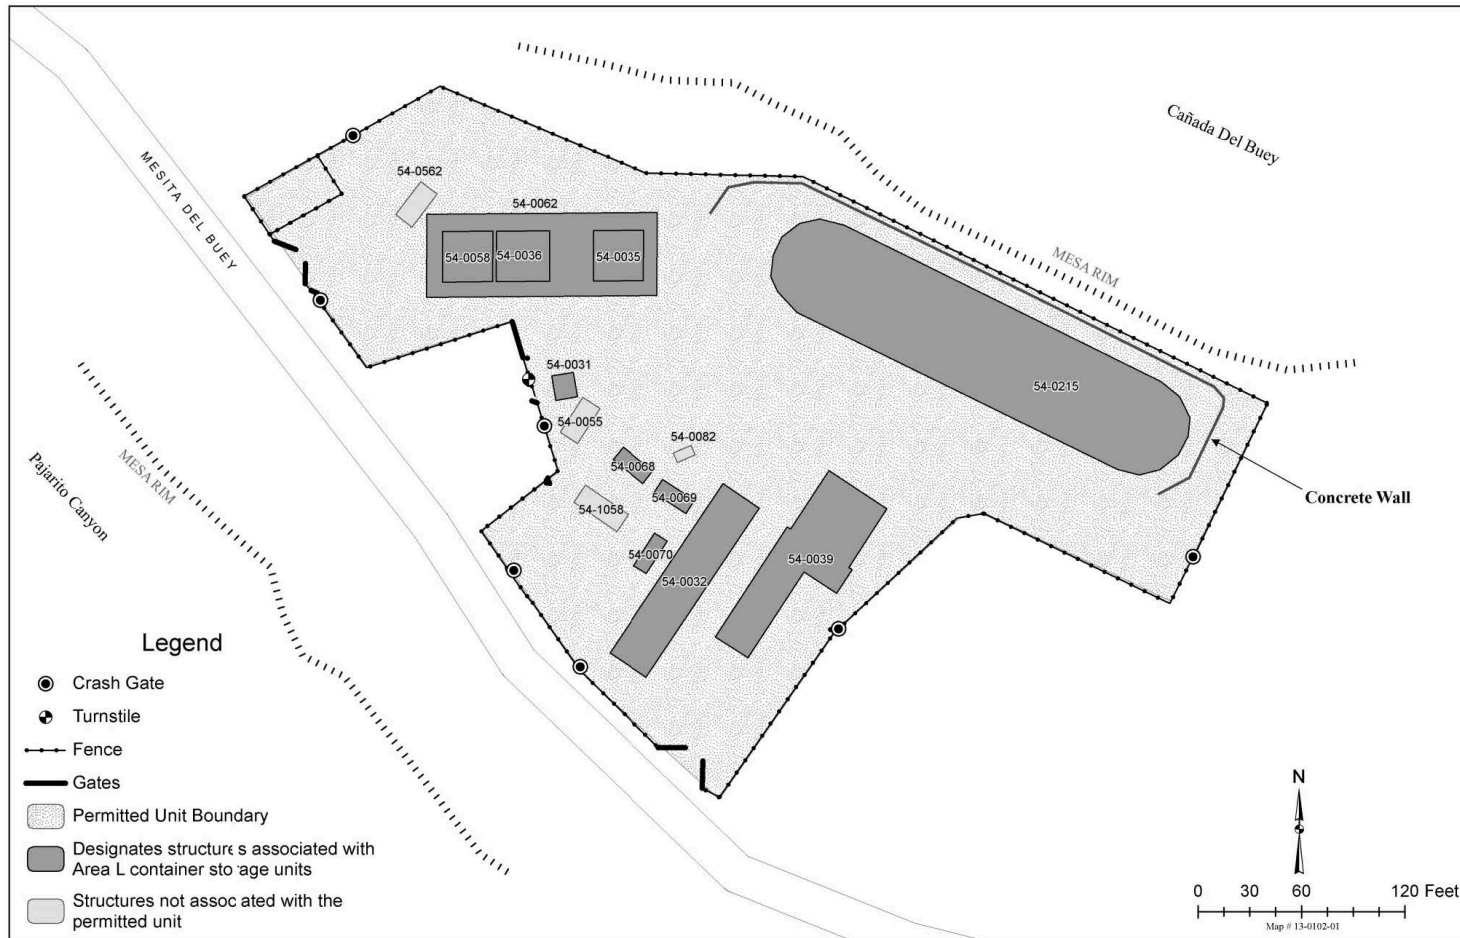 Cañada Del Buey
MESITA DEL BUEY
54-0562
54-0062
54-0058
54-0036
54-0035
MESA RIM
54-0031
54-0215
54-0055
54-0082
54-0068
54-0069
54-1058
54-0070
54-0032
54-0039
Concrete Wall
MESA RIM
Pajarito Canyon
Legend
Crash Gate
Turnstile
Fence
Gates
Permitted Unit Boundary
Designates structures associated with
Area L container storage units
Structures not associated with the
permitted unit
N
0 30 60 120 Feet
Map # 13-0102-01